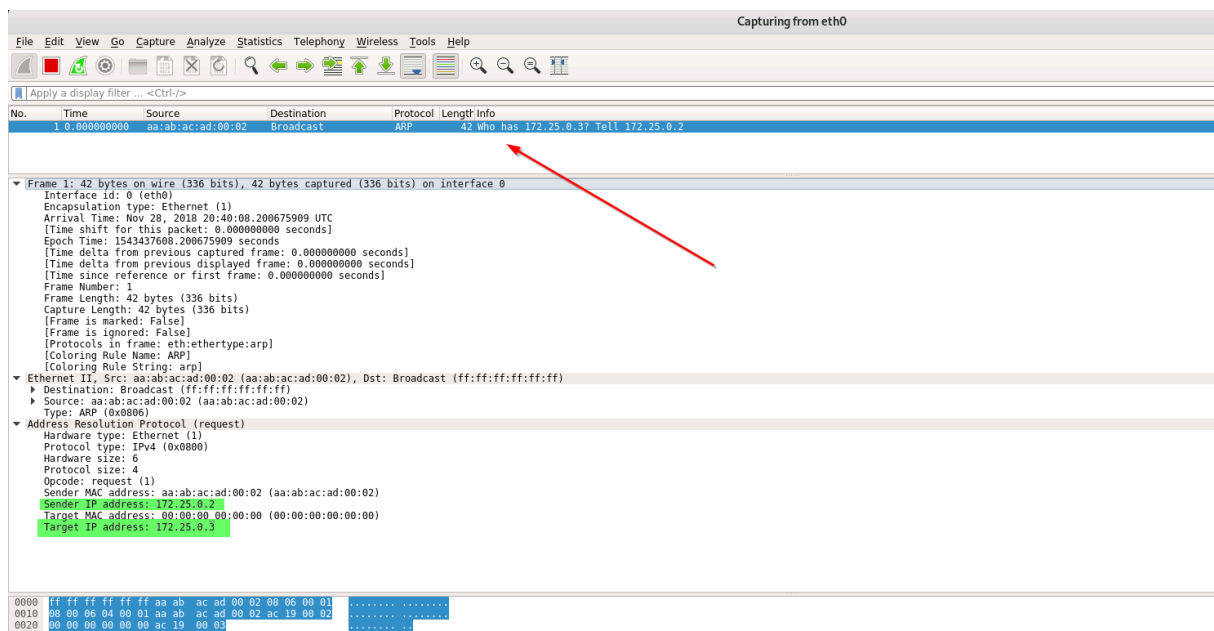 Capturing from eth0
File Edit View Go Capture Analyze Statistics Telephony Wireless Tools Help
Apply a display filter ... <Ctrl-/>
No. Time Source Destination Protocol Length Info
1 0.000000000 aa:ab:ac:ad:00:02 Broadcast ARP 42 Who has 172.25.0.3? Tell 172.25.0.2
Frame 1: 42 bytes on wire (336 bits), 42 bytes captured (336 bits) on interface 0
Interface id: 0 (eth0)
Encapsulation type: Ethernet (1)
Arrival Time: Nov 28, 2018 20:40:08.200675909 UTC
[Time shift for this packet: 0.000000000 seconds]
Epoch Time: 1543437608.200675909 seconds
[Time delta from previous captured frame: 0.000000000 seconds]
[Time delta from previous displayed frame: 0.000000000 seconds]
[Time since reference or first frame: 0.000000000 seconds]
Frame Number: 1
Frame Length: 42 bytes (336 bits)
Capture Length: 42 bytes (336 bits)
[Frame is marked: False]
[Frame is ignored: False]
[Protocols in frame: eth:ethertype:arp]
[Coloring Rule Name: ARP]
[Coloring Rule String: arp]
Ethernet II, Src: aa:ab:ac:ad:00:02 (aa:ab:ac:ad:00:02), Dst: Broadcast (ff:ff:ff:ff:ff:ff)
Destination: Broadcast (ff:ff:ff:ff:ff:ff)
Source: aa:ab:ac:ad:00:02 (aa:ab:ac:ad:00:02)
Type: ARP (0x0806)
Address Resolution Protocol (request)
Hardware type: Ethernet (1)
Protocol type: IPv4 (0x0800)
Hardware size: 6
Protocol size: 4
Opcode: request (1)
Sender MAC address: aa:ab:ac:ad:00:02 (aa:ab:ac:ad:00:02)
Sender IP address: 172.25.0.2
Target MAC address: 00:00:00_00:00:00 (00:00:00:00:00:00)
Target IP address: 172.25.0.3
0000 ff ff ff ff ff ff aa ab ac ad 00 02 08 06 00 01 ........ ........
0010 08 00 06 04 00 01 aa ab ac ad 00 02 ac 19 00 02 ........ ........
0020 00 00 00 00 00 00 ac 19 00 03 ........ ..